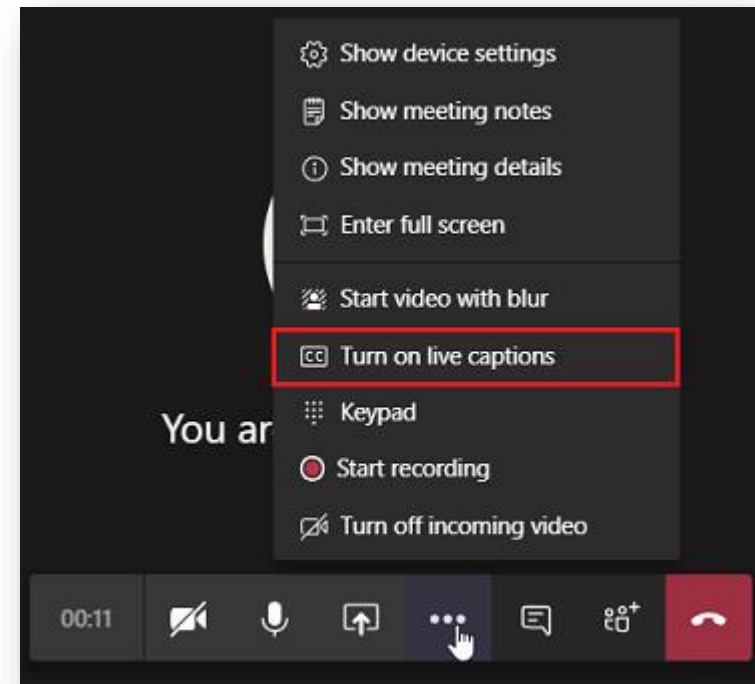 Show device settings
Show meeting notes
Show meeting details
Enter full screen
Start video with blur
CC Turn on live captions
You ar
Keypad
Start recording
Turn off incoming video
00:11